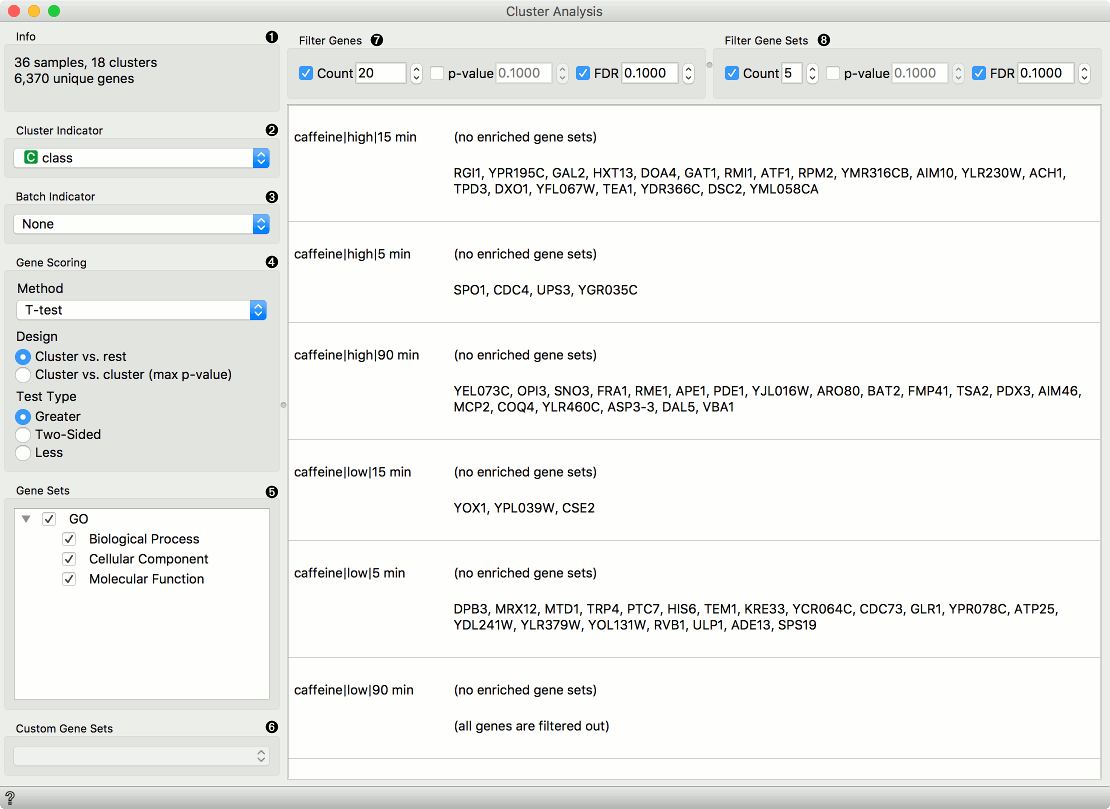 Cluster Analysis
Info ❶
36 samples, 18 clusters
6,370 unique genes
Cluster Indicator ❷
C class
Batch Indicator ❸
None
Gene Scoring ❹
Method
T-test
Design
Cluster vs. rest
Cluster vs. cluster (max p-value)
Test Type
Greater
Two-Sided
Less
Gene Sets ❺
GO
Biological Process
Cellular Component
Molecular Function
Custom Gene Sets ❻
Filter Genes ❼
Count 20 p-value 0.1000 FDR 0.1000
Filter Gene Sets ❽
Count 5 p-value 0.1000 FDR 0.1000
caffeine|high|15 min (no enriched gene sets)
RGI1, YPR195C, GAL2, HXT13, DOA4, GAT1, RMI1, ATF1, RPM2, YMR316CB, AIM10, YLR230W, ACH1,
TPD3, DXO1, YFL067W, TEA1, YDR366C, DSC2, YML058CA
caffeine|high|5 min (no enriched gene sets)
SPO1, CDC4, UPS3, YGR035C
caffeine|high|90 min (no enriched gene sets)
YEL073C, OPI3, SNO3, FRA1, RME1, APE1, PDE1, YJL016W, ARO80, BAT2, FMP41, TSA2, PDX3, AIM46,
MCP2, COQ4, YLR460C, ASP3-3, DAL5, VBA1
caffeine|low|15 min (no enriched gene sets)
YOX1, YPL039W, CSE2
caffeine|low|5 min (no enriched gene sets)
DPB3, MRX12, MTD1, TRP4, PTC7, HIS6, TEM1, KRE33, YCR064C, CDC73, GLR1, YPR078C, ATP25,
YDL241W, YLR379W, YOL131W, RVB1, ULP1, ADE13, SPS19
caffeine|low|90 min (no enriched gene sets)
(all genes are filtered out)
?